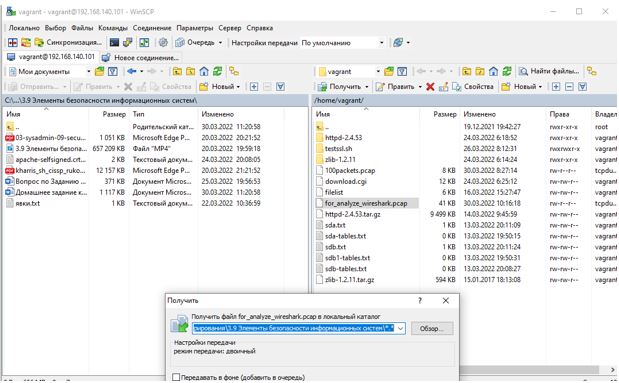 vagrant@192.168.140.101 - WinSCP
Локальный Выбор Файлы Команды Соединение Параметры Сервер Справка
Синхронизация... Очередь Настройки передачи По умолчанию
vagrant@192.168.140.101 Новое соединение...
Мои документы vagrant Найти файлы...
Отправить... Править Свойства Новый Получить Править Свойства Новый
C:\...\3.9 Элементы безопасности информационных систем\ /home/vagrant/
Имя Размер Тип Изменено Имя Размер Изменено Права Владел
.. Родительский кат... 30.03.2022 11:20:58 .. 19.12.2021 19:42:27 rwxr-xr-x root
03-sysadmin-09-secu... 1 051 KB Microsoft Edge P... 20.03.2022 20:21:52 httpd-2.4.53 24.03.2022 6:18:52 rwxr-xr-x vagrant
3.9 Элементы безопа... 657 209 KB Файл "MP4" 20.03.2022 19:59:18 testssl.sh 26.03.2022 8:12:31 rwxrwxr-x vagrant
apache-selfsigned.crt... 2 KB Текстовый докум... 24.03.2022 20:08:05 zlib-1.2.11 24.03.2022 6:14:24 rwxrwxr-x vagrant
kharris_sh_cissp_ruko... 12 157 KB Microsoft Edge P... 20.03.2022 21:21:52 100packets.pcap 8 KB 30.03.2022 8:27:14 rw-r--r-- tcpdu...
Вопрос по Заданию ... 371 KB Документ Micros... 25.03.2022 19:56:53 download.cgi 12 KB 24.03.2022 6:25:12 rw-rw-r-- vagrant
Домашнее задание к... 1 117 KB Документ Micros... 30.03.2022 11:20:58 filelist 6 KB 16.03.2022 15:27:47 rw-rw-r-- vagrant
явки.txt 1 KB Текстовый докум... 22.03.2022 10:36:59 for_analyze_wireshark.pcap 41 KB 30.03.2022 10:16:18 rw-r--r-- tcpdu...
httpd-2.4.53.tar.gz 9 499 KB 14.03.2022 9:45:59 rw-rw-r-- vagrant
sda.txt 1 KB 13.03.2022 20:11:09 rw-rw-r-- vagrant
sda-tables.txt 0 KB 13.03.2022 19:50:15 rw-rw-r-- vagrant
sdb.txt 1 KB 13.03.2022 20:11:24 rw-rw-r-- vagrant
sdb1-tables.txt 0 KB 13.03.2022 19:50:31 rw-rw-r-- vagrant
sdb-tables.txt 0 KB 13.03.2022 20:08:27 rw-rw-r-- vagrant
zlib-1.2.11.tar.gz 594 KB 15.01.2017 18:13:08 rw-rw-r-- vagrant
Получить ? ×
Получить файл for_analyze_wireshark.pcap в локальный каталог
рирования\3.9 Элементы безопасности информационных систем\*.* Обзор...
Настройки передачи
режим передачи: двоичный
Передавать в фоне (добавить в очередь)